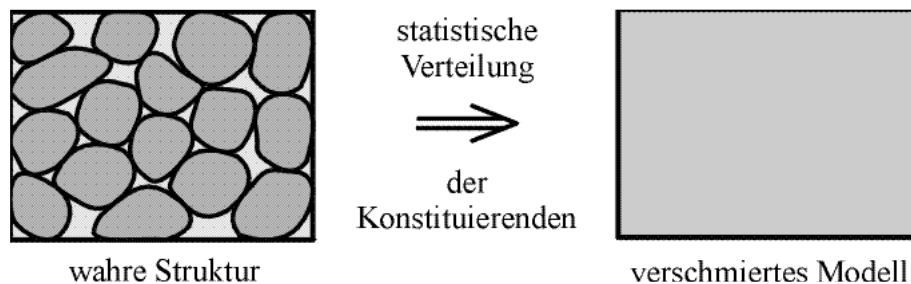 statistische
Verteilung
der
Konstituierenden
wahre Struktur
verschmiertes Modell